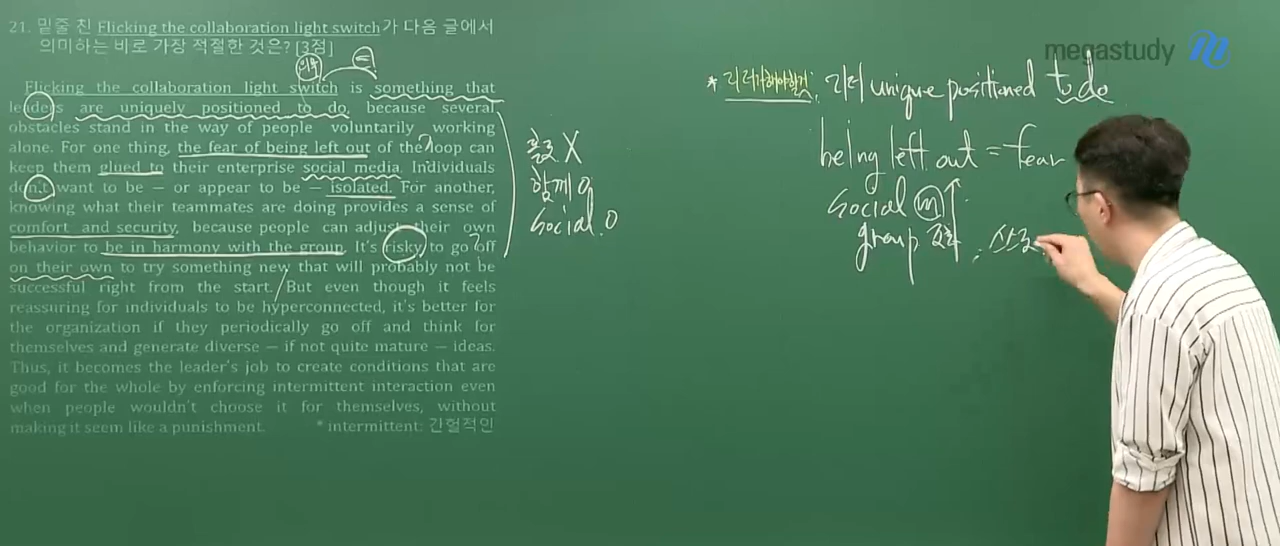 21. 밑줄 친 Flicking the collaboration light switch가 다음 글에서
의미하는 바로 가장 적절한 것은? [3점]
Flicking the collaboration light switch is something that
leaders are uniquely positioned to do, because several
obstacles stand in the way of people voluntarily working
alone. For one thing, the fear of being left out of the loop can
keep them glued to their enterprise social media. Individuals
don't want to be — or appear to be — isolated. For another,
knowing what their teammates are doing provides a sense of
comfort and security, because people can adjust their own
behavior to be in harmony with the group. It's risky to go off
on their own to try something new that will probably not be
successful right from the start. But even though it feels
reassuring for individuals to be hyperconnected, it's better for
the organization if they periodically go off and think for
themselves and generate diverse — if not quite mature — ideas.
Thus, it becomes the leader's job to create conditions that are
good for the whole by enforcing intermittent interaction even
when people wouldn't choose it for themselves, without
making it seem like a punishment. * intermittent: 간헐적인
홀로 X
함께 O
Social. O
megastudy
* 리더가해야할것: 리더 unique positioned to do
being left out = fear
social m
group 조화.